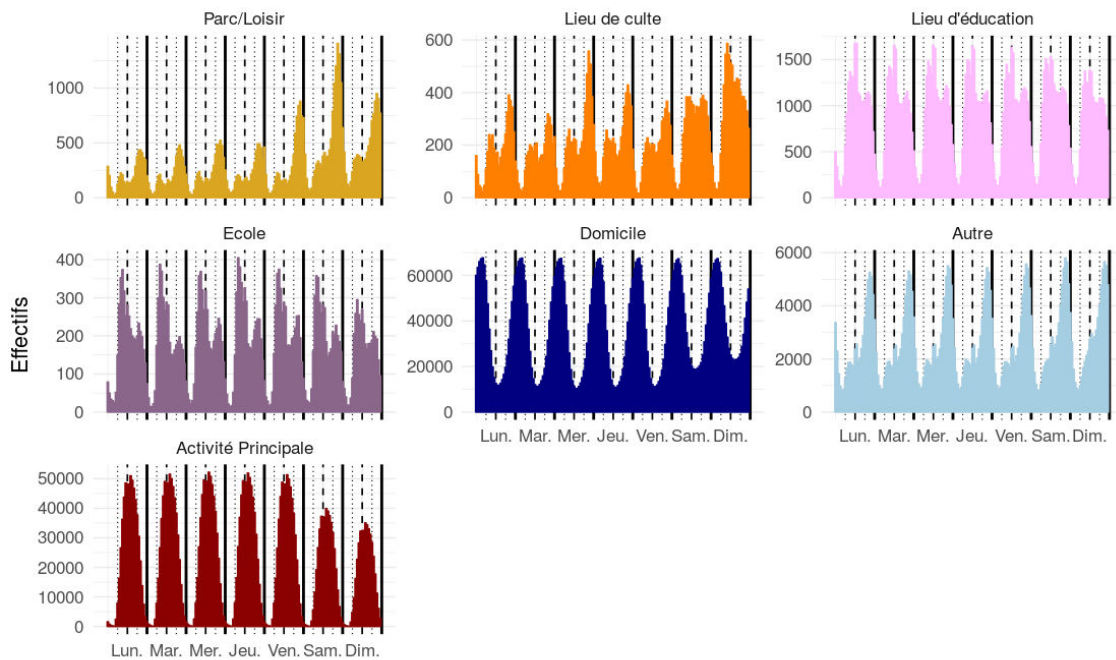 Parc/Loisir
1000
500
0
Lieu de culte
600
400
200
0
Lieu d'éducation
1500
1000
500
0
Effectifs
Ecole
400
300
200
100
0
Domicile
60000
40000
20000
0
Lun. Mar. Mer. Jeu. Ven. Sam. Dim.
Autre
6000
4000
2000
0
Lun. Mar. Mer. Jeu. Ven. Sam. Dim.
Activité Principale
50000
40000
30000
20000
10000
0
Lun. Mar. Mer. Jeu. Ven. Sam. Dim.